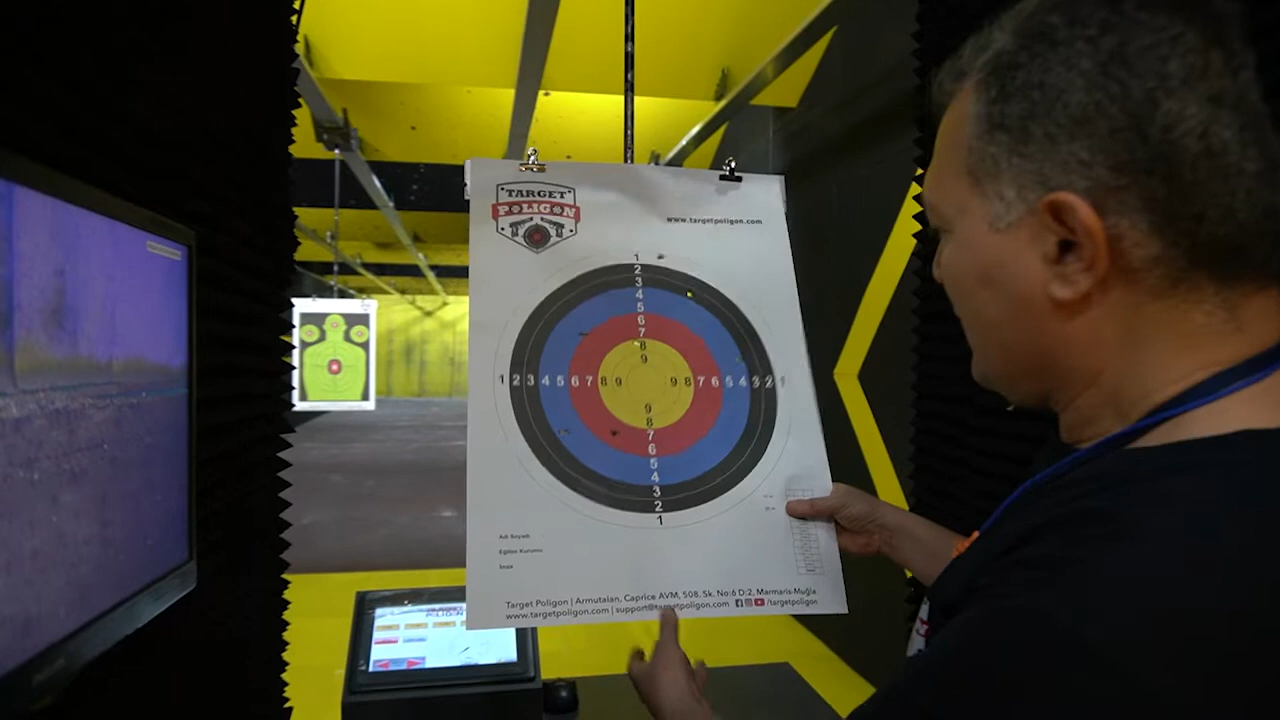 TARGET
POLIGON
www.targetpoligon.com
1
2
3
4
5
6
7
8
9
1 2 3 4 5 6 7 8 9 9 8 7 6 5 4 3 2 1
9
8
7
6
5
4
3
2
1
Adı Soyadı
Eğitim Kurumu
İmza
Target Poligon | Armutalan, Caprice AVM, 508. Sk. No:6 D:2, Marmaris-Muğla
www.targetpoligon.com | support@targetpoligon.com /targetpoligon